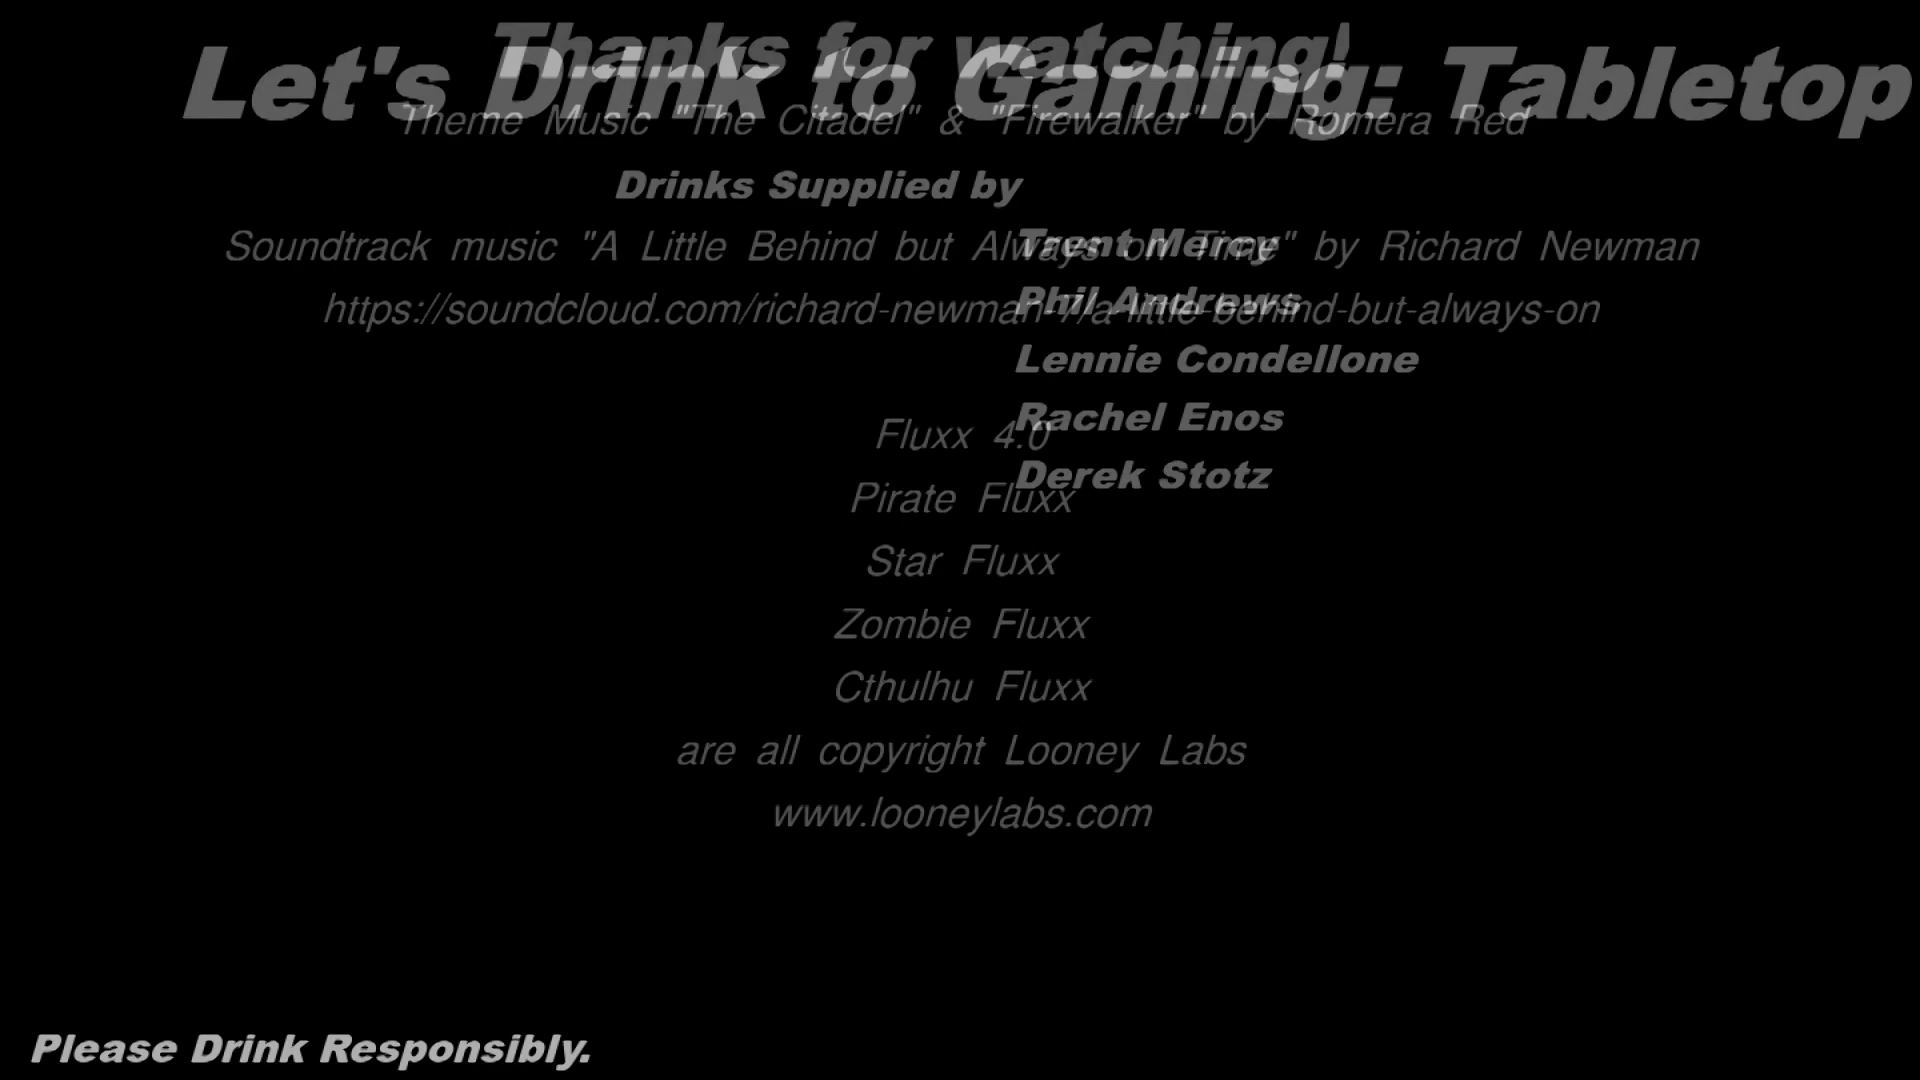 Thanks for watching!
Let's Drink to Gaming: Tabletop
Theme Music "The Citadel" & "Firewalker" by Romera Red
Drinks Supplied by
Trent Mercy
Soundtrack music "A Little Behind but Always on Time" by Richard Newman
Phil Andrews
https://soundcloud.com/richard-newman-7/a-little-behind-but-always-on
Lennie Condellone
Rachel Enos
Fluxx 4.0
Derek Stotz
Pirate Fluxx
Star Fluxx
Zombie Fluxx
Cthulhu Fluxx
are all copyright Looney Labs
www.looneylabs.com
Please Drink Responsibly.